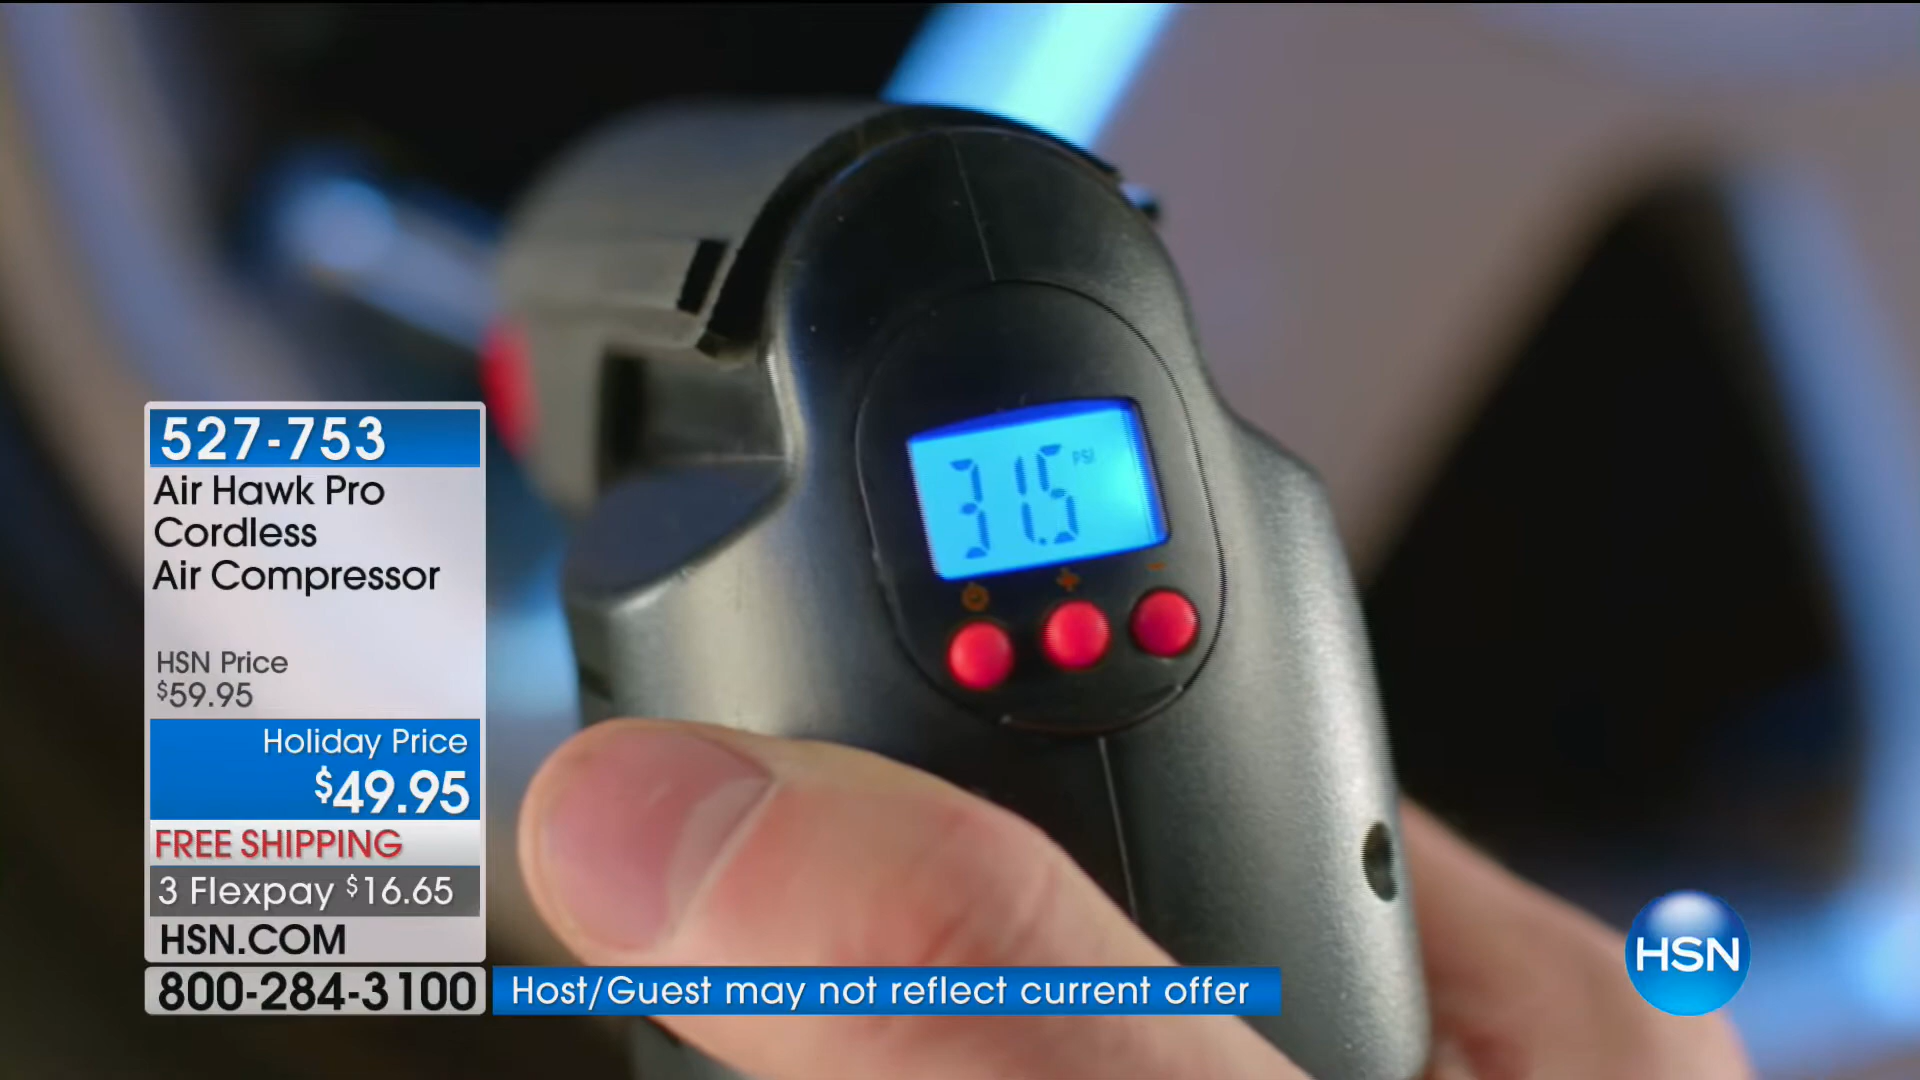 527-753
Air Hawk Pro
Cordless
Air Compressor
HSN Price
$59.95
Holiday Price
$49.95
FREE SHIPPING
3 Flexpay $16.65
HSN.COM
800-284-3100
Host/Guest may not reflect current offer
31.5 PSI
+
-
HSN